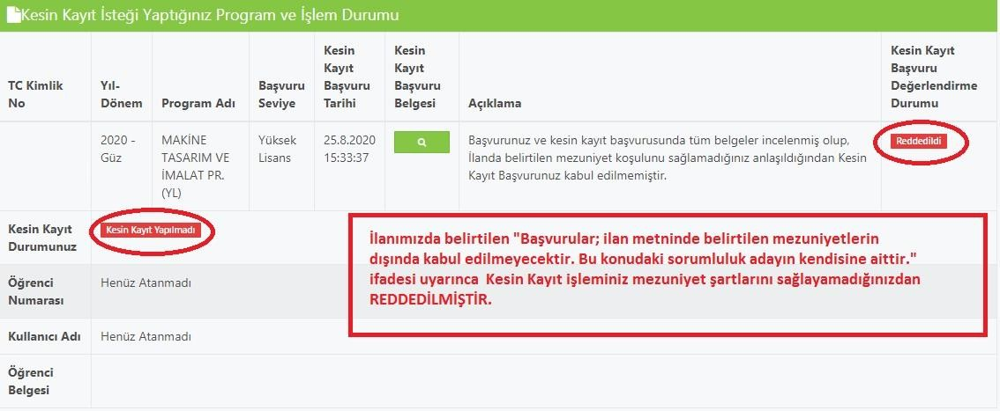 Kesin Kayıt İsteği Yaptığınız Program ve İşlem Durumu
TC Kimlik
No
Yıl-
Dönem
Program Adı
Başvuru
Seviye
Kesin
Kayıt
Başvuru
Tarihi
Kesin
Kayıt
Başvuru
Belgesi
Açıklama
Kesin Kayıt
Başvuru
Değerlendirme
Durumu
2020 -
Güz
MAKİNE
TASARIM VE
İMALAT PR.
(YL)
Yüksek
Lisans
25.8.2020
15:33:37
Başvurunuz ve kesin kayıt başvurusunda tüm belgeler incelenmiş olup,
İlanda belirtilen mezuniyet koşulunu sağlamadığınız anlaşıldığından Kesin
Kayıt Başvurunuz kabul edilmemiştir.
Reddedildi
Kesin Kayıt
Durumunuz
Kesin Kayıt Yapılmadı
İlanımızda belirtilen "Başvurular; ilan metninde belirtilen mezuniyetlerin
dışında kabul edilmeyecektir. Bu konudaki sorumluluk adayın kendisine aittir."
ifadesi uyarınca Kesin Kayıt işleminiz mezuniyet şartlarını sağlayamadığınızdan
REDDEDİLMİŞTİR.
Öğrenci
Numarası
Henüz Atanmadı
Kullanıcı Adı
Henüz Atanmadı
Öğrenci
Belgesi